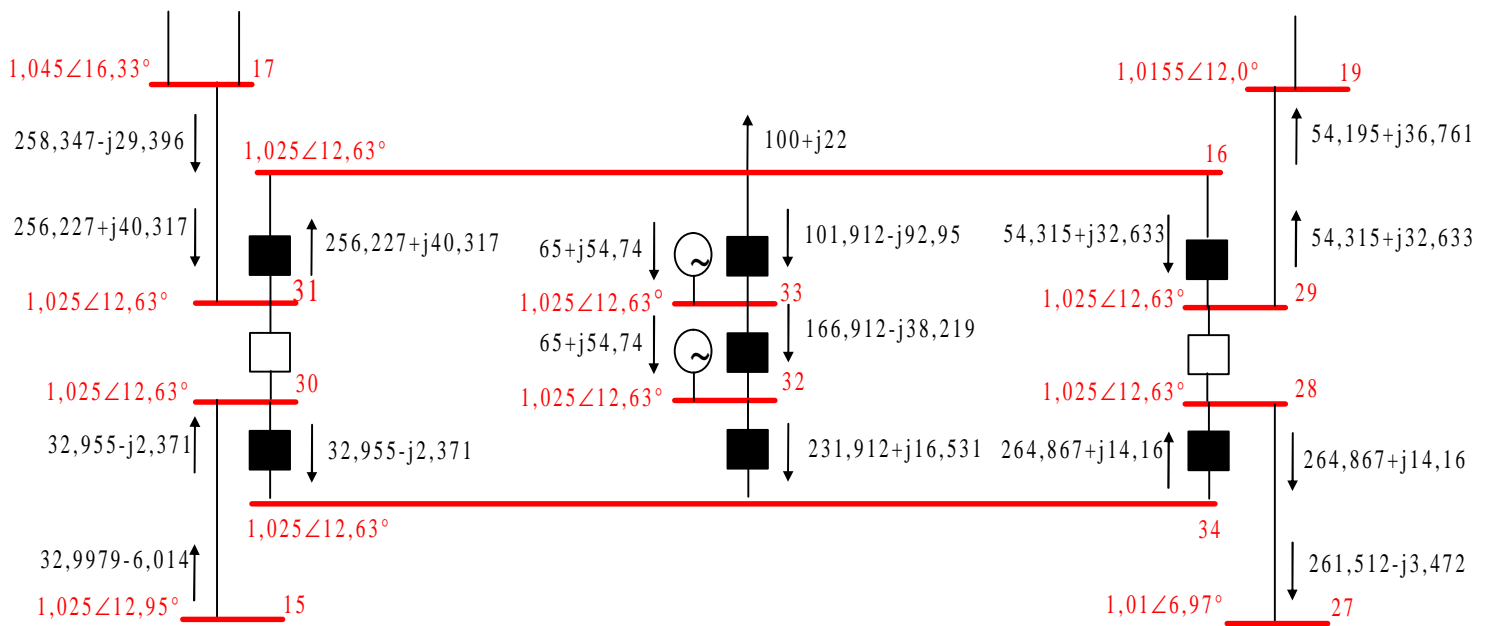 1,045∠16,33° 17
1,0155∠12,0° 19
258,347-j29,396
100+j22
54,195+j36,761
1,025∠12,63° 16
256,227+j40,317
256,227+j40,317
65+j54,74
~
101,912-j92,95
54,315+j32,633
54,315+j32,633
1,025∠12,63° 31
1,025∠12,63° 33
1,025∠12,63° 29
65+j54,74
~
166,912-j38,219
1,025∠12,63° 30
1,025∠12,63° 32
1,025∠12,63° 28
32,955-j2,371
32,955-j2,371
231,912+j16,531
264,867+j14,16
264,867+j14,16
1,025∠12,63° 34
32,9979-6,014
261,512-j3,472
1,025∠12,95° 15
1,01∠6,97° 27